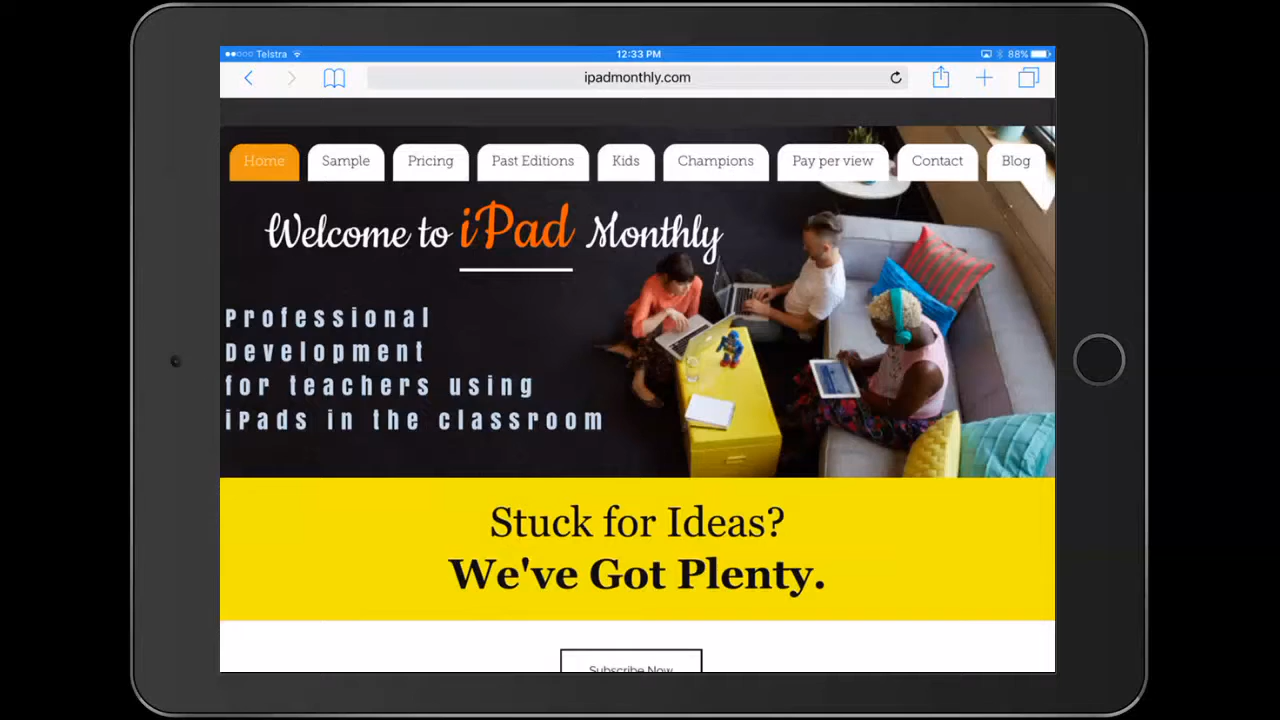 Telstra 12:33 PM 88%
ipadmonthly.com
Home Sample Pricing Past Editions Kids Champions Pay per view Contact Blog
Welcome to iPad Monthly
Professional
Development
for teachers using
iPads in the classroom
Stuck for Ideas?
We've Got Plenty.
Subscribe Now